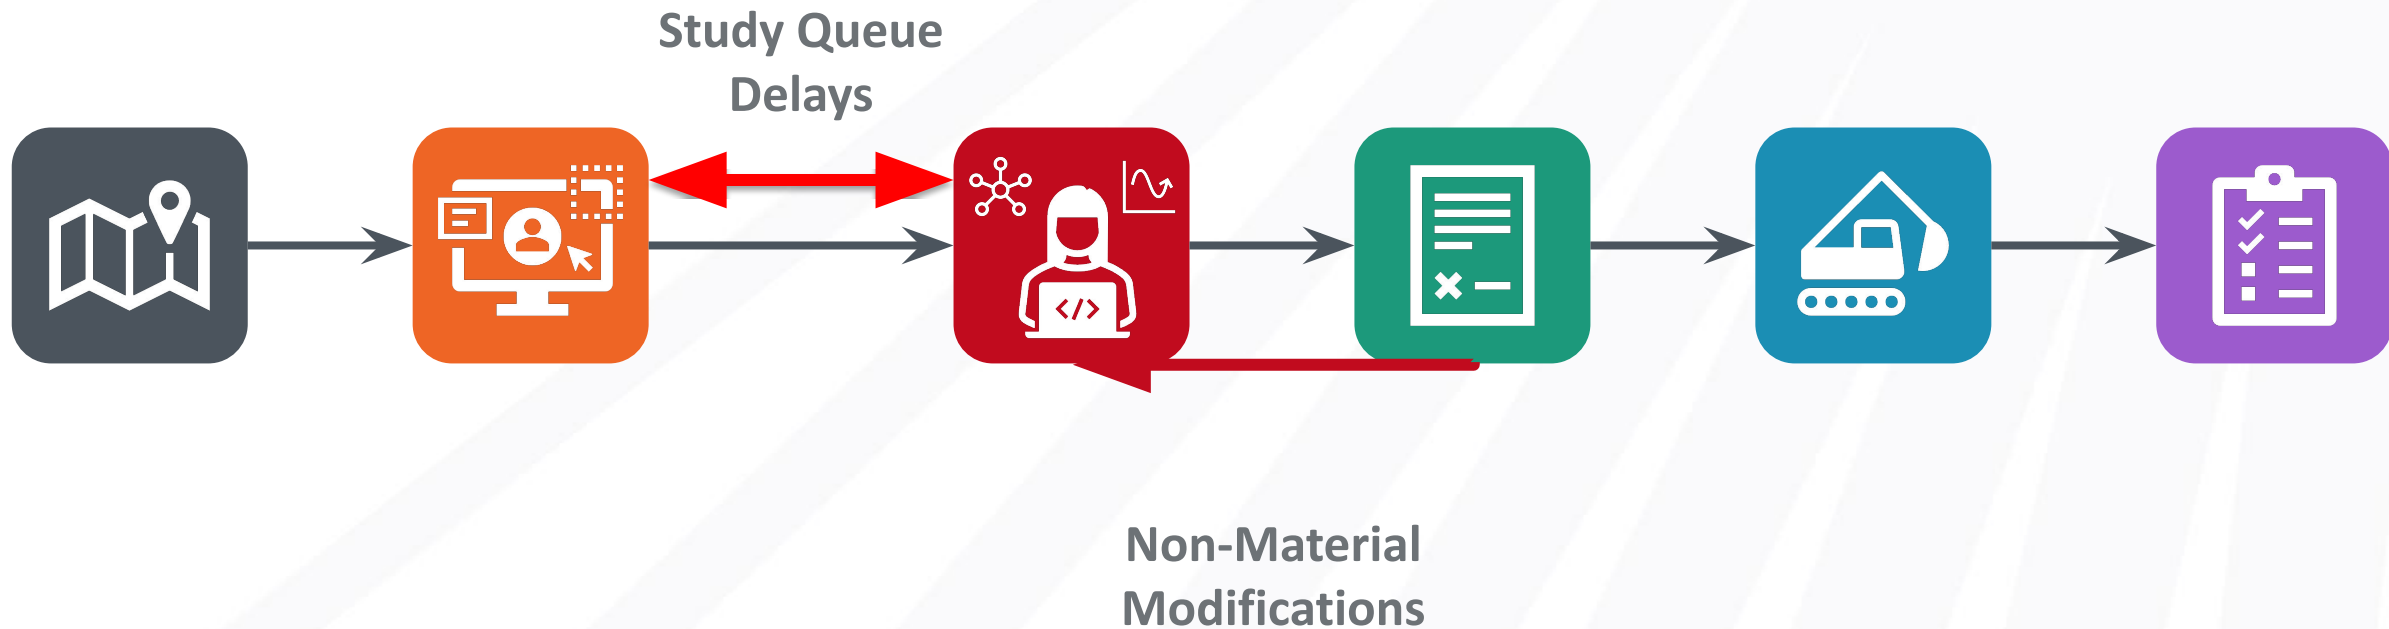 Study Queue
Delays
</>
Non-Material
Modifications